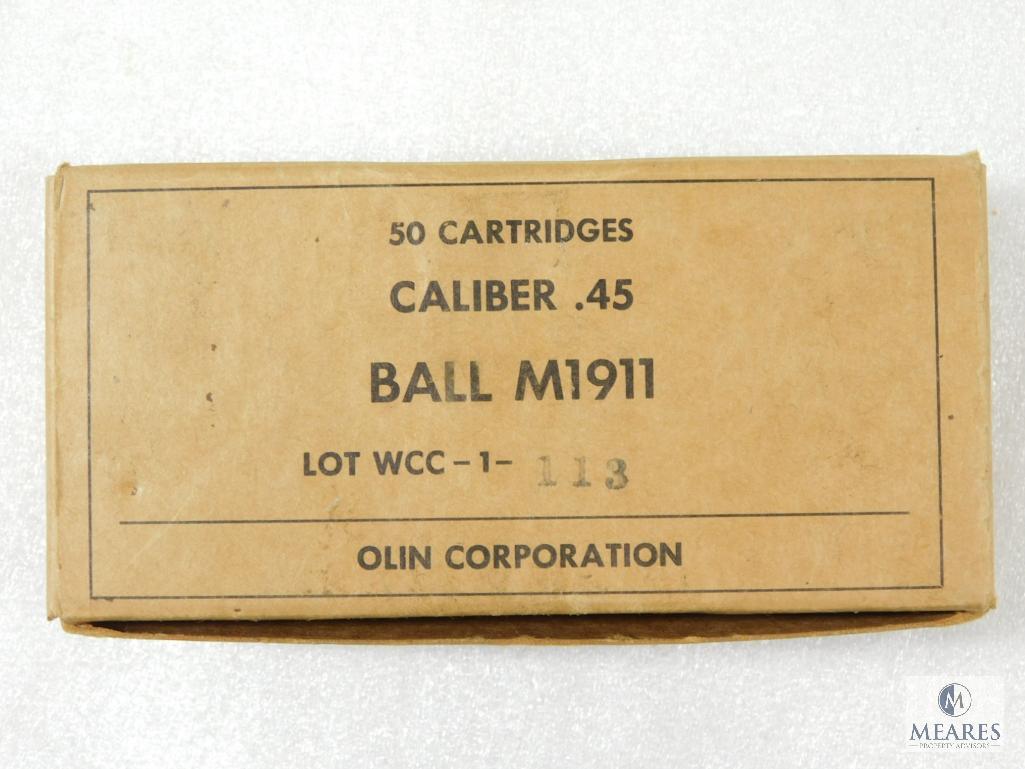 50 CARTRIDGES
CALIBER .45
BALL M1911
LOT WCC-1- 113
OLIN CORPORATION
M
MEARES
PROPERTY ADVISORS